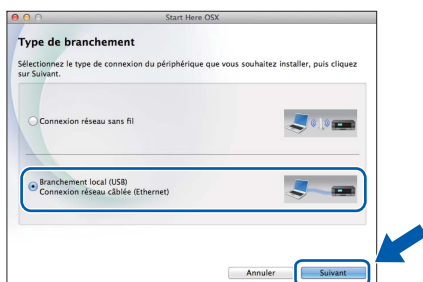 Start Here OSX
Type de branchement
Sélectionnez le type de connexion du périphérique que vous souhaitez installer, puis cliquez
sur Suivant.
Connexion réseau sans fil
Branchement local (USB)
Connexion réseau câblée (Ethernet)
Annuler
Suivant